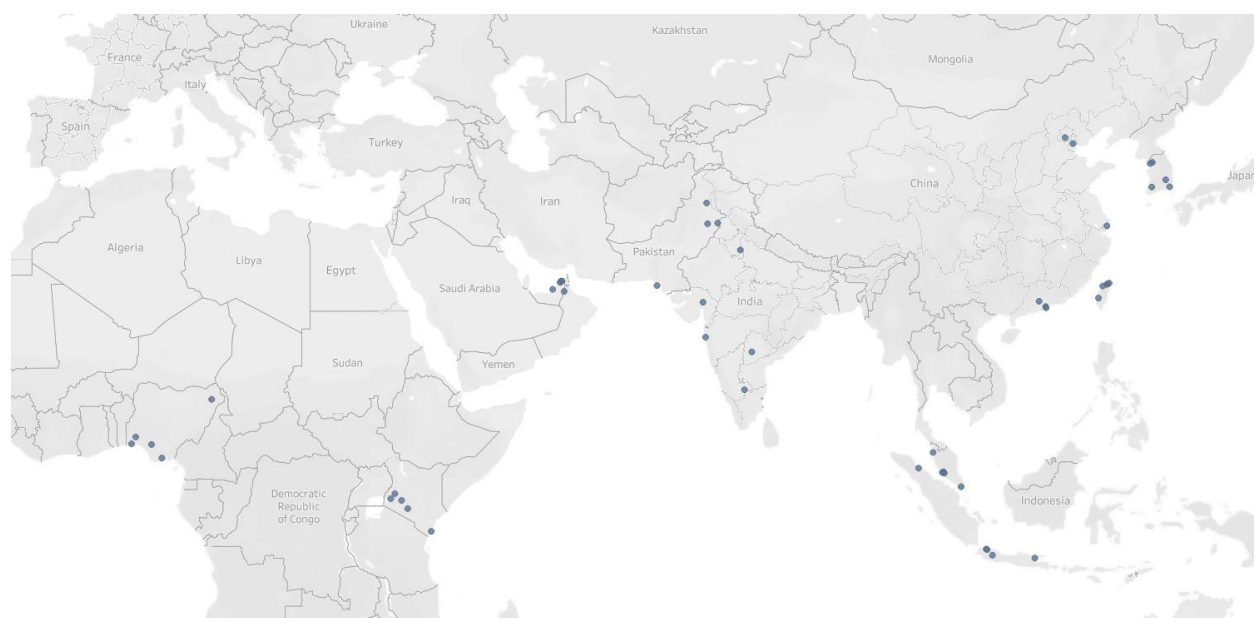 Ukraine
Kazakhstan
France
Mongolia
Italy
Spain
Turkey
China
Japan
Iraq
Iran
Algeria
Libya
Egypt
Pakistan
Saudi Arabia
India
Sudan
Yemen
Democratic
Republic
of Congo
Indonesia